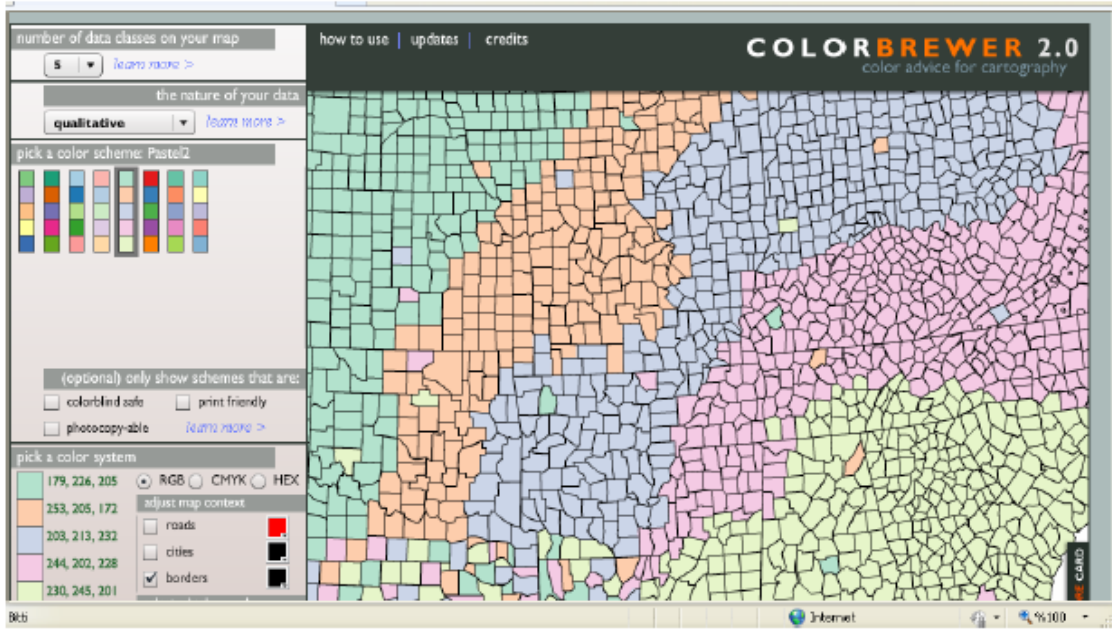 number of data classes on your map
5
learn more >
the nature of your data
qualitative
learn more >
pick a color scheme: Pastel2
(optional) only show schemes that are:
colorblind safe
print friendly
photocopy-able
learn more >
pick a color system
179, 226, 205
253, 205, 172
203, 213, 232
244, 202, 228
230, 245, 201
RGB
CMYK
HEX
adjust map context
roads
cities
borders
how to use | updates | credits
COLORBREWER 2.0
color advice for cartography
RE CARD
Bitti
Internet
%100